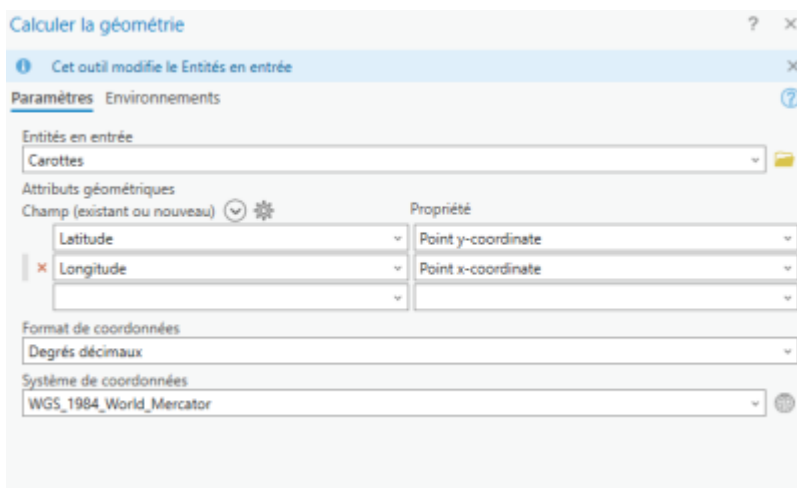 Calculer la géométrie ? ×
Cet outil modifie le Entités en entrée ×
Paramètres Environnements ?
Entités en entrée
Carottes
Attributs géométriques
Champ (existant ou nouveau) Propriété
Latitude Point y-coordinate
× Longitude Point x-coordinate
Format de coordonnées
Degrés décimaux
Système de coordonnées
WGS_1984_World_Mercator